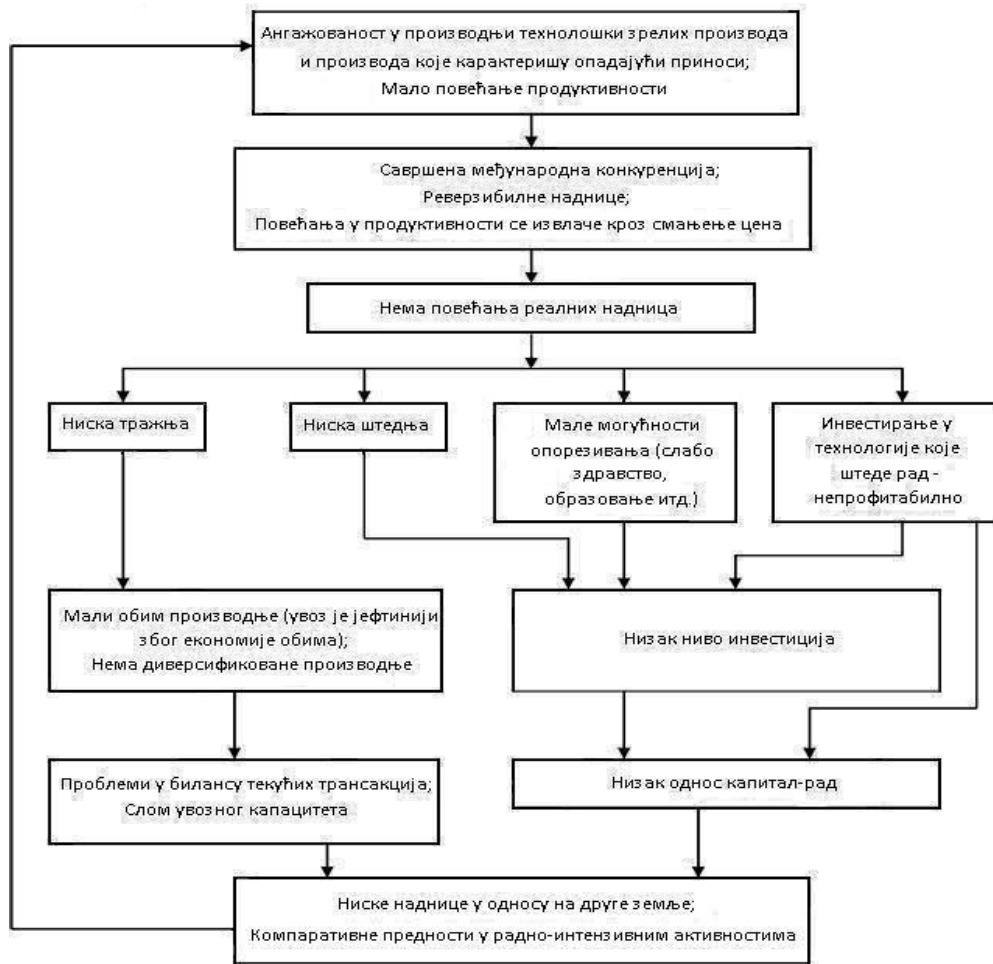 Ангажованост у производњи технолошки зрелих производа
и производа које карактеришу опадајући приноси;
Мало повећање продуктивности
Савршена међународна конкуренција;
Реверзибилне наднице;
Повећања у продуктивности се извлаче кроз смањење цена
Нема повећања реалних надница
Ниска тражња
Ниска штедња
Мале могућности
опорезивања (слабо
здравство,
образовање итд.)
Инвестирање у
технологије које
штеде рад -
непрофитабилно
Мали обим производње (увоз је јефтинији
због економије обима);
Нема диверсификоване производње
Низак ниво инвестиција
Проблеми у билансу текућих трансакција;
Слом увозног капацитета
Низак однос капитал-рад
Ниске наднице у односу на друге земље;
Компаративне предности у радно-интензивним активностима